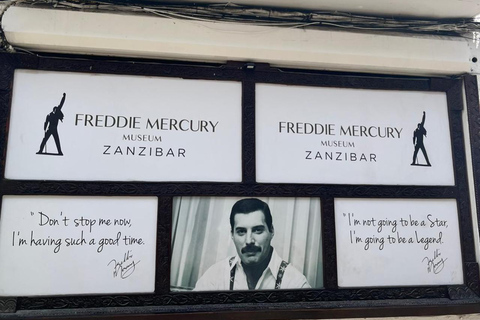 FREDDIE MERCURY
MUSEUM
ZANZIBAR
FREDDIE MERCURY
MUSEUM
ZANZIBAR
"Don't stop me now,
I'm having such a good time.
"I'm not going to be a Star,
I'm going to be a legend.